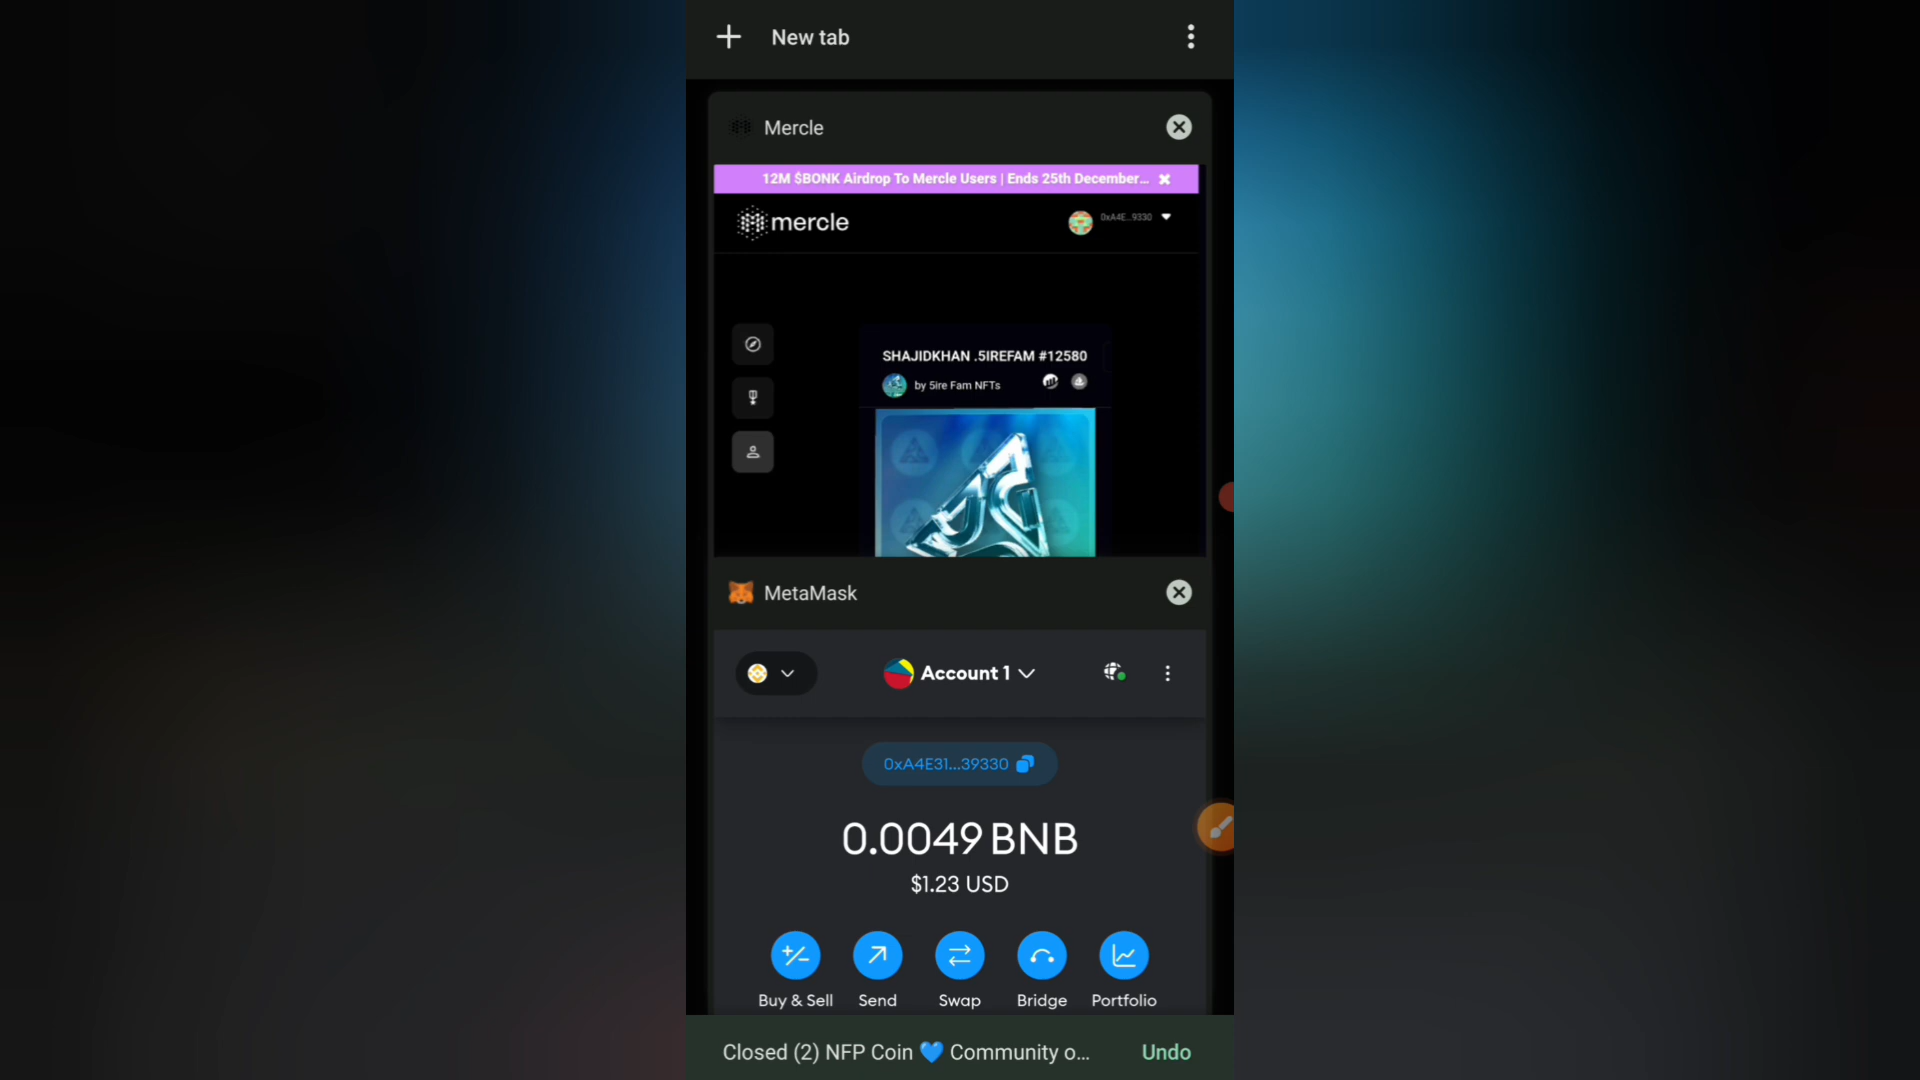 New tab
Mercle
12M $BONK Airdrop To Mercle Users | Ends 25th December...
mercle
0xA4E...9330
SHAJIDKHAN .5IREFAM #12580
by 5ire Fam NFTs
MetaMask
Account 1
0xA4E31...39330
0.0049 BNB
$1.23 USD
Buy & Sell Send Swap Bridge Portfolio
Closed (2) NFP Coin 💙 Community o... Undo